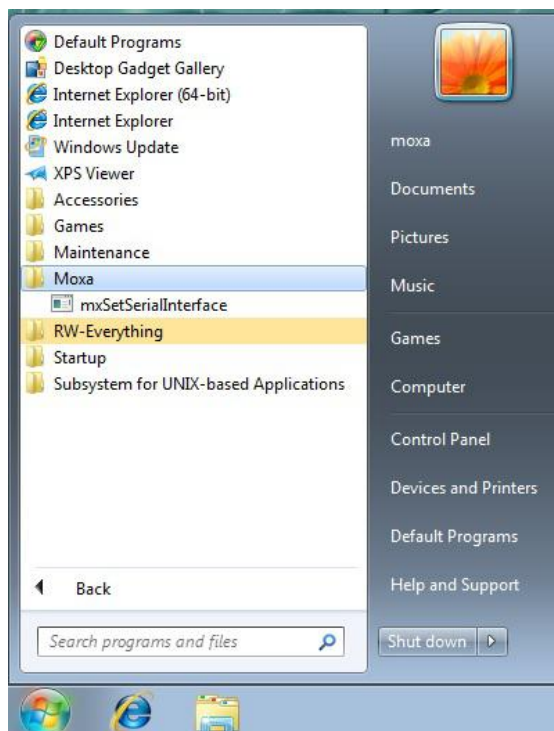 Default Programs
Desktop Gadget Gallery
Internet Explorer (64-bit)
Internet Explorer
Windows Update
XPS Viewer
Accessories
Games
Maintenance
Moxa
mxSetSerialInterface
RW-Everything
Startup
Subsystem for UNIX-based Applications
Back
Search programs and files
moxa
Documents
Pictures
Music
Games
Computer
Control Panel
Devices and Printers
Default Programs
Help and Support
Shut down